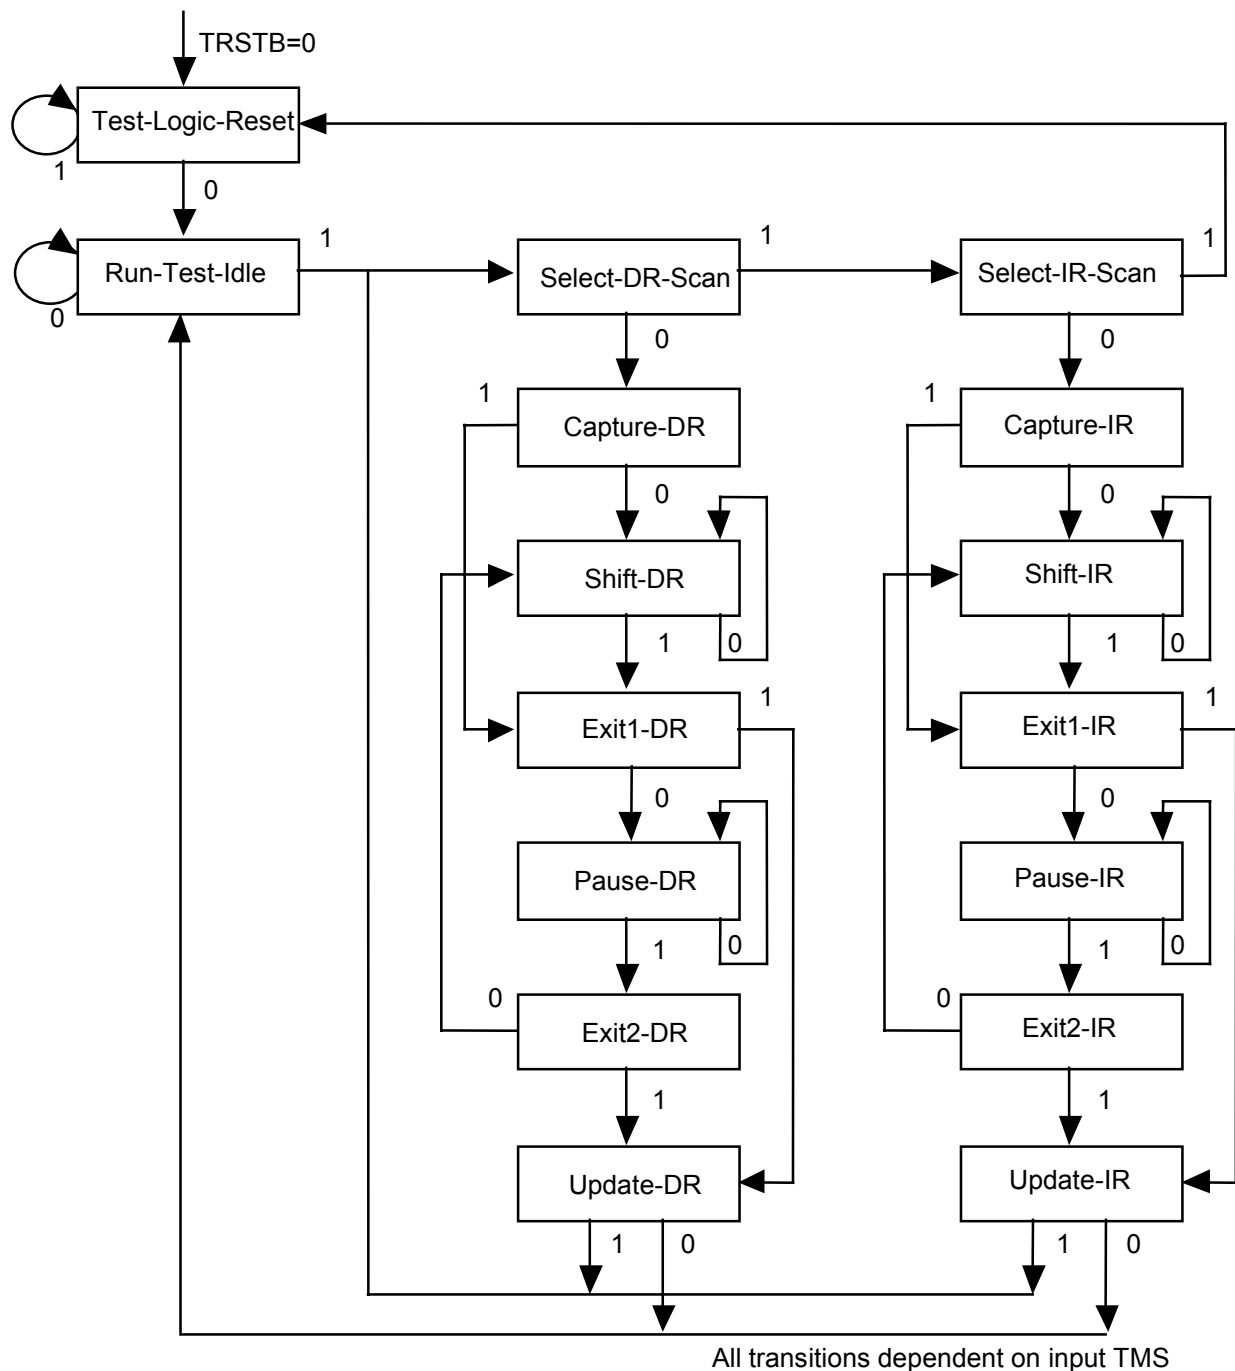 TRSTB=0
Test-Logic-Reset
1
0
Run-Test-Idle
0
1
Select-DR-Scan
1
Select-IR-Scan
1
0
0
1
Capture-DR
1
Capture-IR
0
0
Shift-DR
Shift-IR
1
0
1
0
Exit1-DR
1
Exit1-IR
1
0
0
Pause-DR
Pause-IR
1
0
1
0
0
Exit2-DR
0
Exit2-IR
1
1
Update-DR
Update-IR
1
0
1
0
All transitions dependent on input TMS